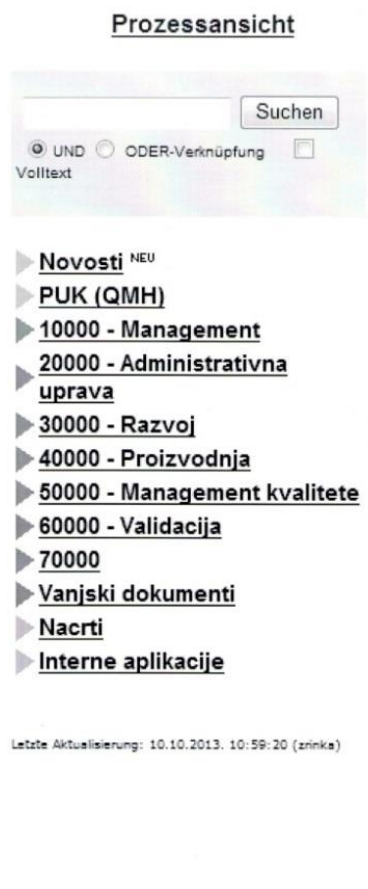 Prozessansicht
Suchen
UND ODER-Verknüpfung
Volltext
Novosti NEU
PUK (QMH)
10000 - Management
20000 - Administrativna
uprava
30000 - Razvoj
40000 - Proizvodnja
50000 - Management kvalitete
60000 - Validacija
70000
Vanjski dokumenti
Nacrti
Interne aplikacije
Letzte Aktualisierung: 10.10.2013. 10:59:20 (zrinka)